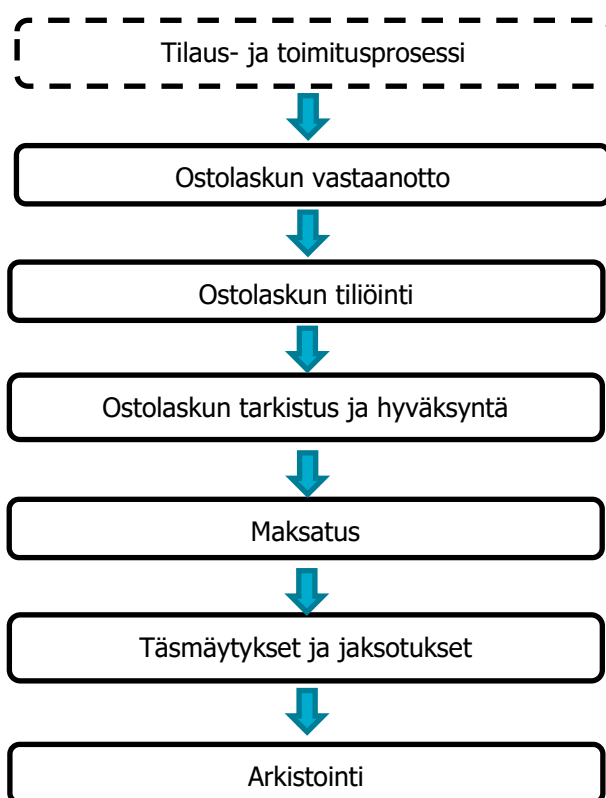 Tilaus- ja toimitusprosessi
Ostolaskun vastaanotto
Ostolaskun tiliöinti
Ostolaskun tarkistus ja hyväksyntä
Maksatus
Täsmäytykset ja jaksotukset
Arkistointi